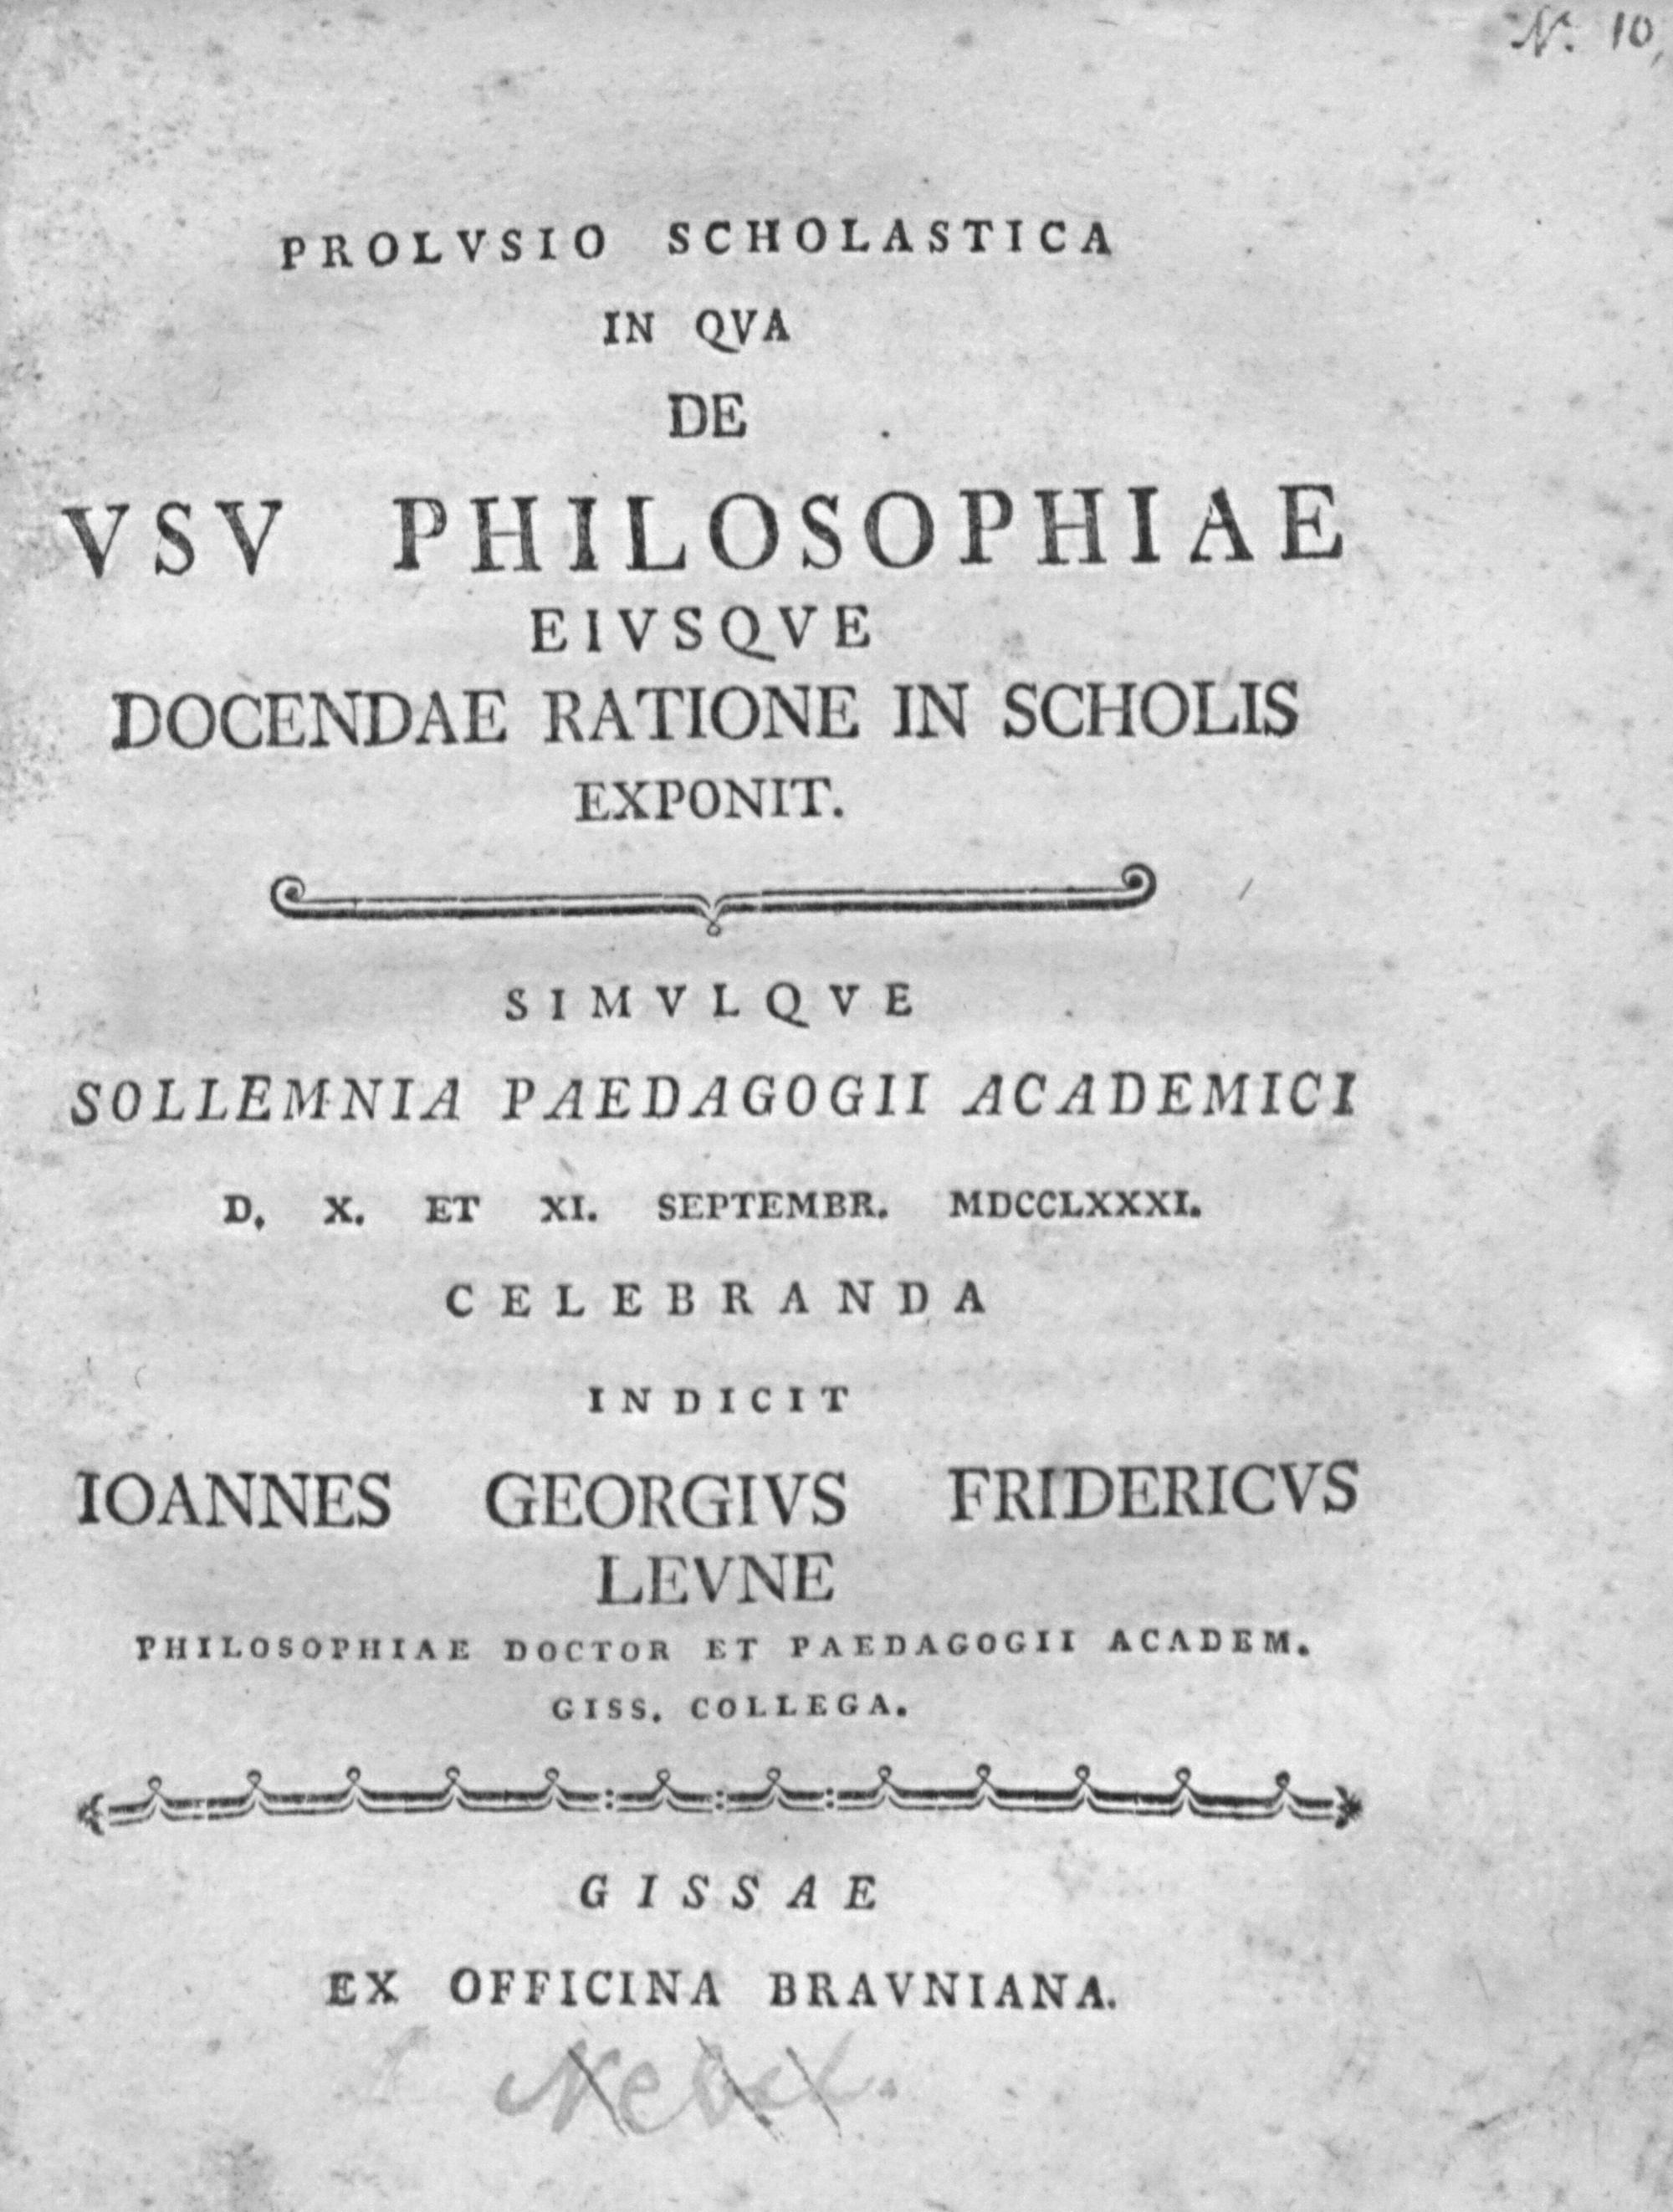 N. 10,
PROLVSIO SCHOLASTICA
IN QVA
DE
VSV PHILOSOPHIAE
EIVSQVE
DOCENDAE RATIONE IN SCHOLIS
EXPONIT.
SIMVLQVE
SOLLEMNIA PAEDAGOGII ACADEMICI
D. X. ET XI. SEPTEMBR. MDCCLXXXI.
CELEBRANDA
INDICIT
IOANNES GEORGIVS FRIDERICVS
LEVNE
PHILOSOPHIAE DOCTOR ET PAEDAGOGII ACADEM.
GISS. COLLEGA.
GISSAE
EX OFFICINA BRAVNIANA.
Nebel.